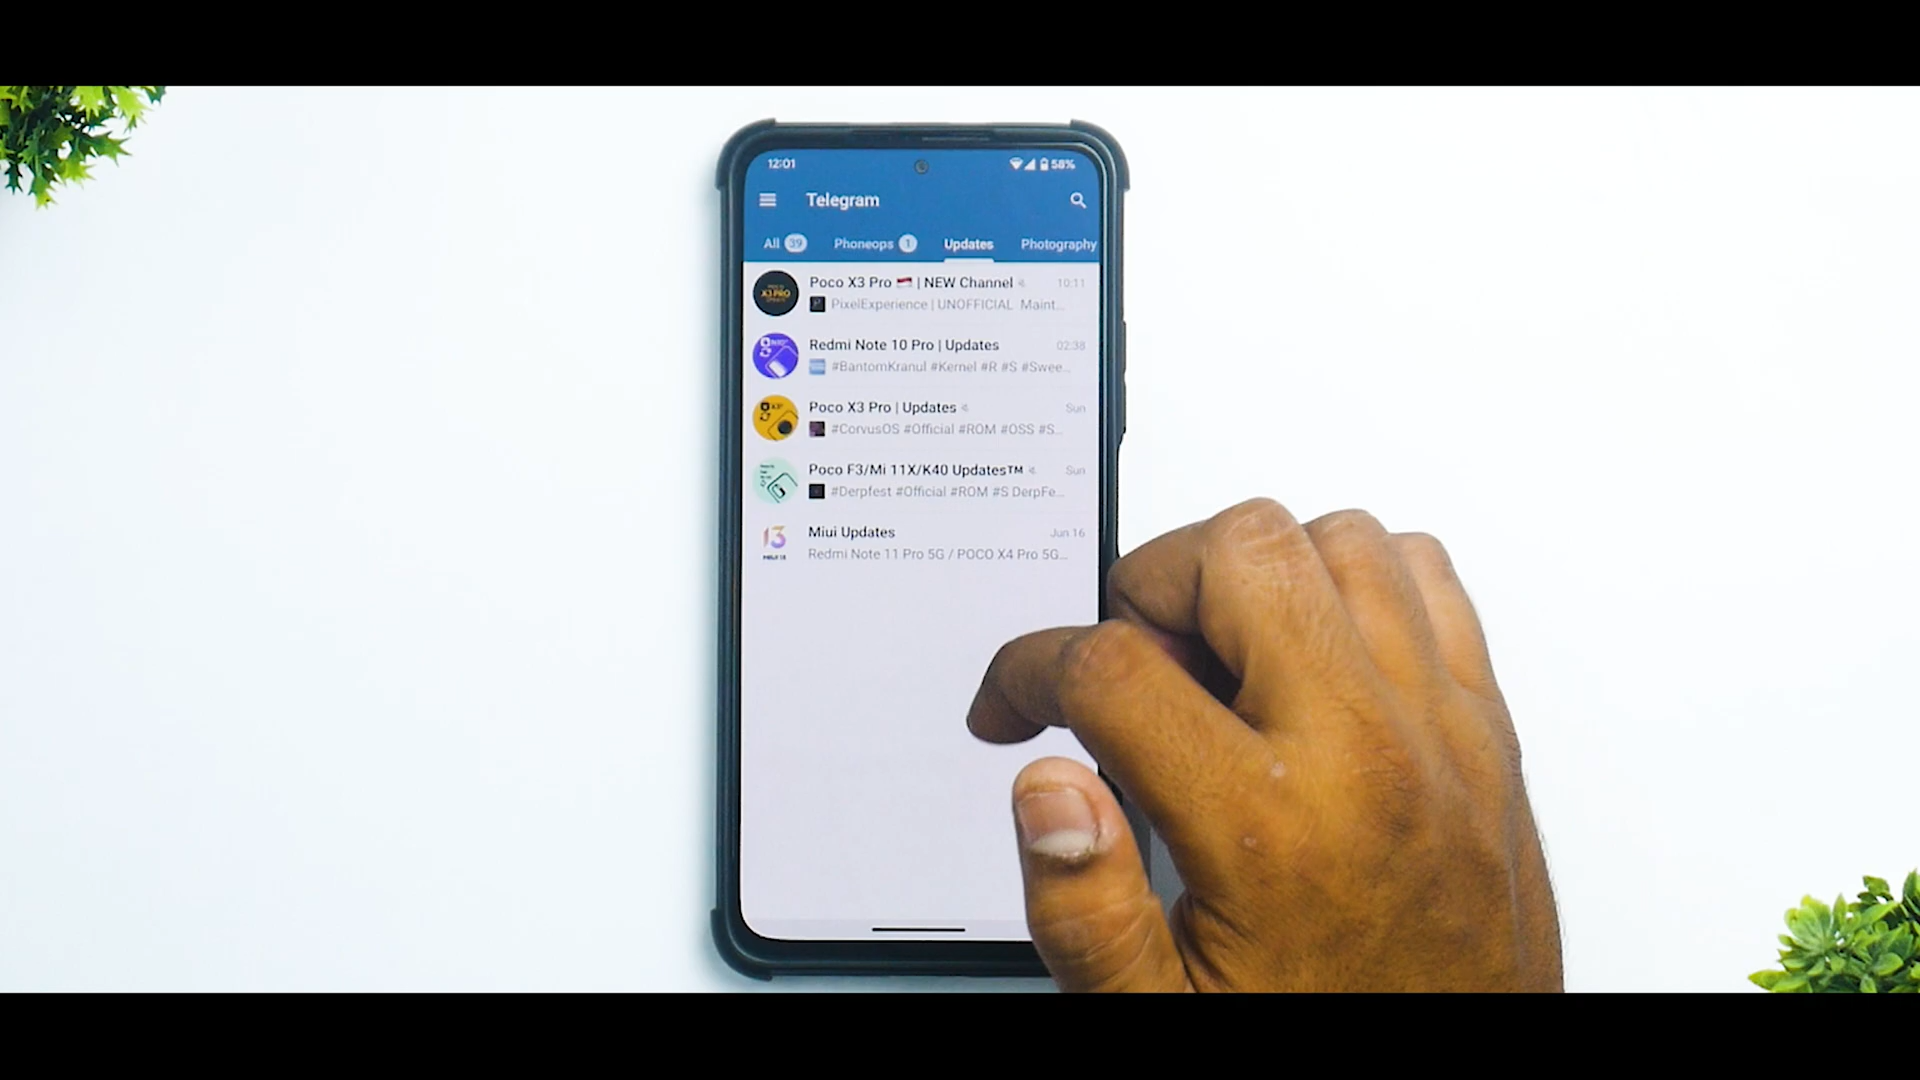 12:01
58%
Telegram
All 39 Phoneops 1 Updates Photography
Poco X3 Pro | NEW Channel 10:11
PixelExperience | UNOFFICIAL Maint...
Redmi Note 10 Pro | Updates 02:38
#BantomKranul #Kernel #R #S #Swee...
Poco X3 Pro | Updates Sun
#CorvusOS #Official #ROM #OSS #S...
Poco F3/Mi 11X/K40 Updates™ Sun
#Derpfest #Official #ROM #S DerpFe...
Miui Updates Jun 16
Redmi Note 11 Pro 5G / POCO X4 Pro 5G...
X3 PRO
13